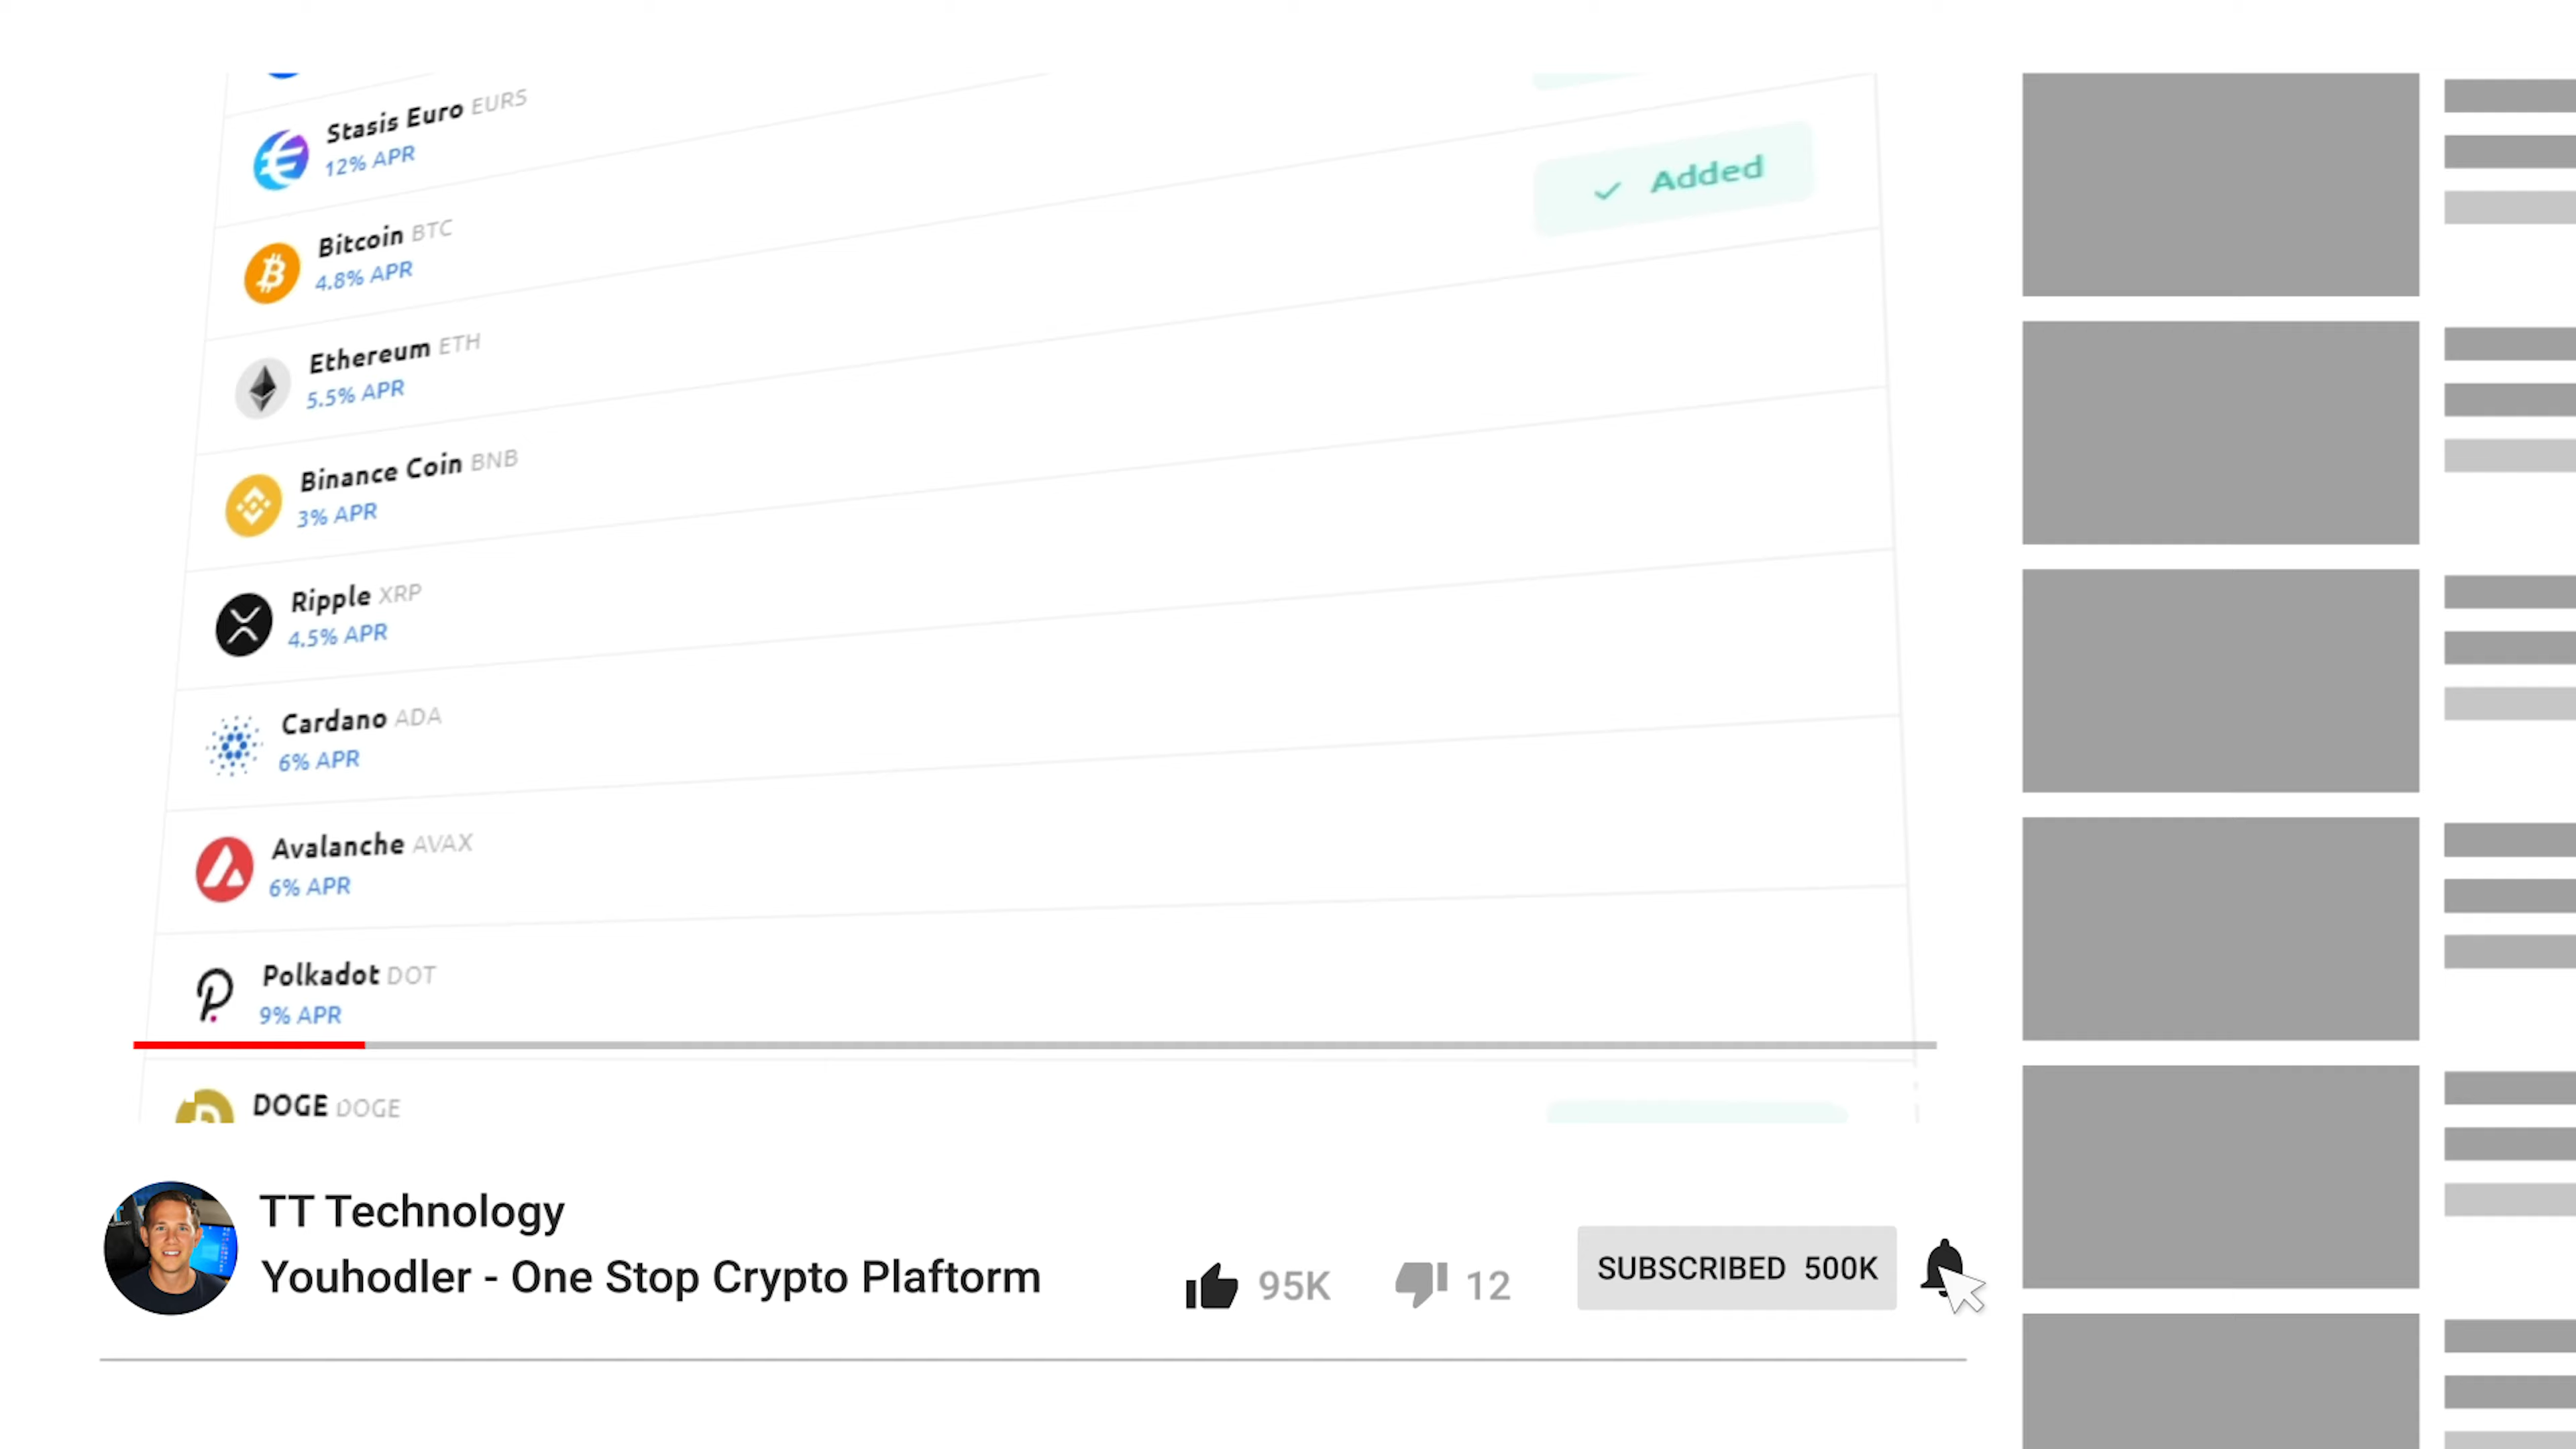 Stasis Euro EURS
12% APR
Added
Bitcoin BTC
4.8% APR
Ethereum ETH
5.5% APR
Binance Coin BNB
3% APR
Ripple XRP
4.5% APR
Cardano ADA
6% APR
Avalanche AVAX
6% APR
Polkadot DOT
9% APR
DOGE DOGE
TT Technology
Youhodler - One Stop Crypto Plaftorm
95K
12
SUBSCRIBED 500K